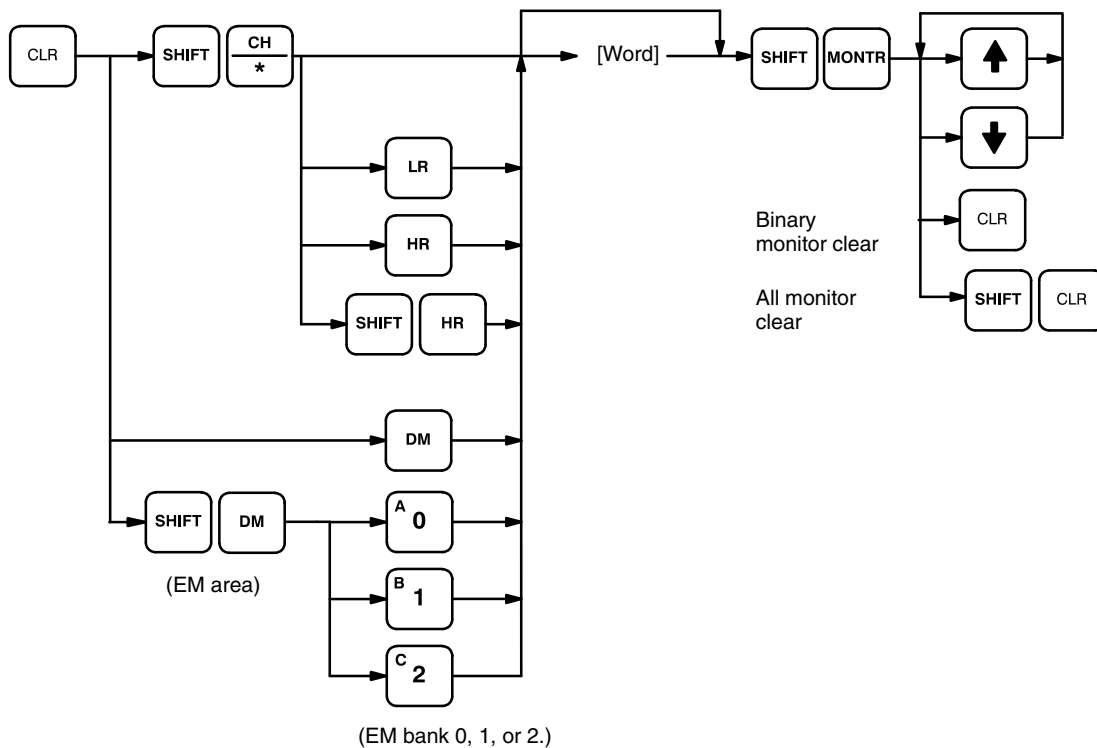 CLR SHIFT CH
*
[Word] SHIFT MONTR
LR
HR
Binary
monitor clear
CLR
SHIFT HR
All monitor
clear
SHIFT CLR
DM
SHIFT DM
A 0
(EM area)
B 1
C 2
(EM bank 0, 1, or 2.)